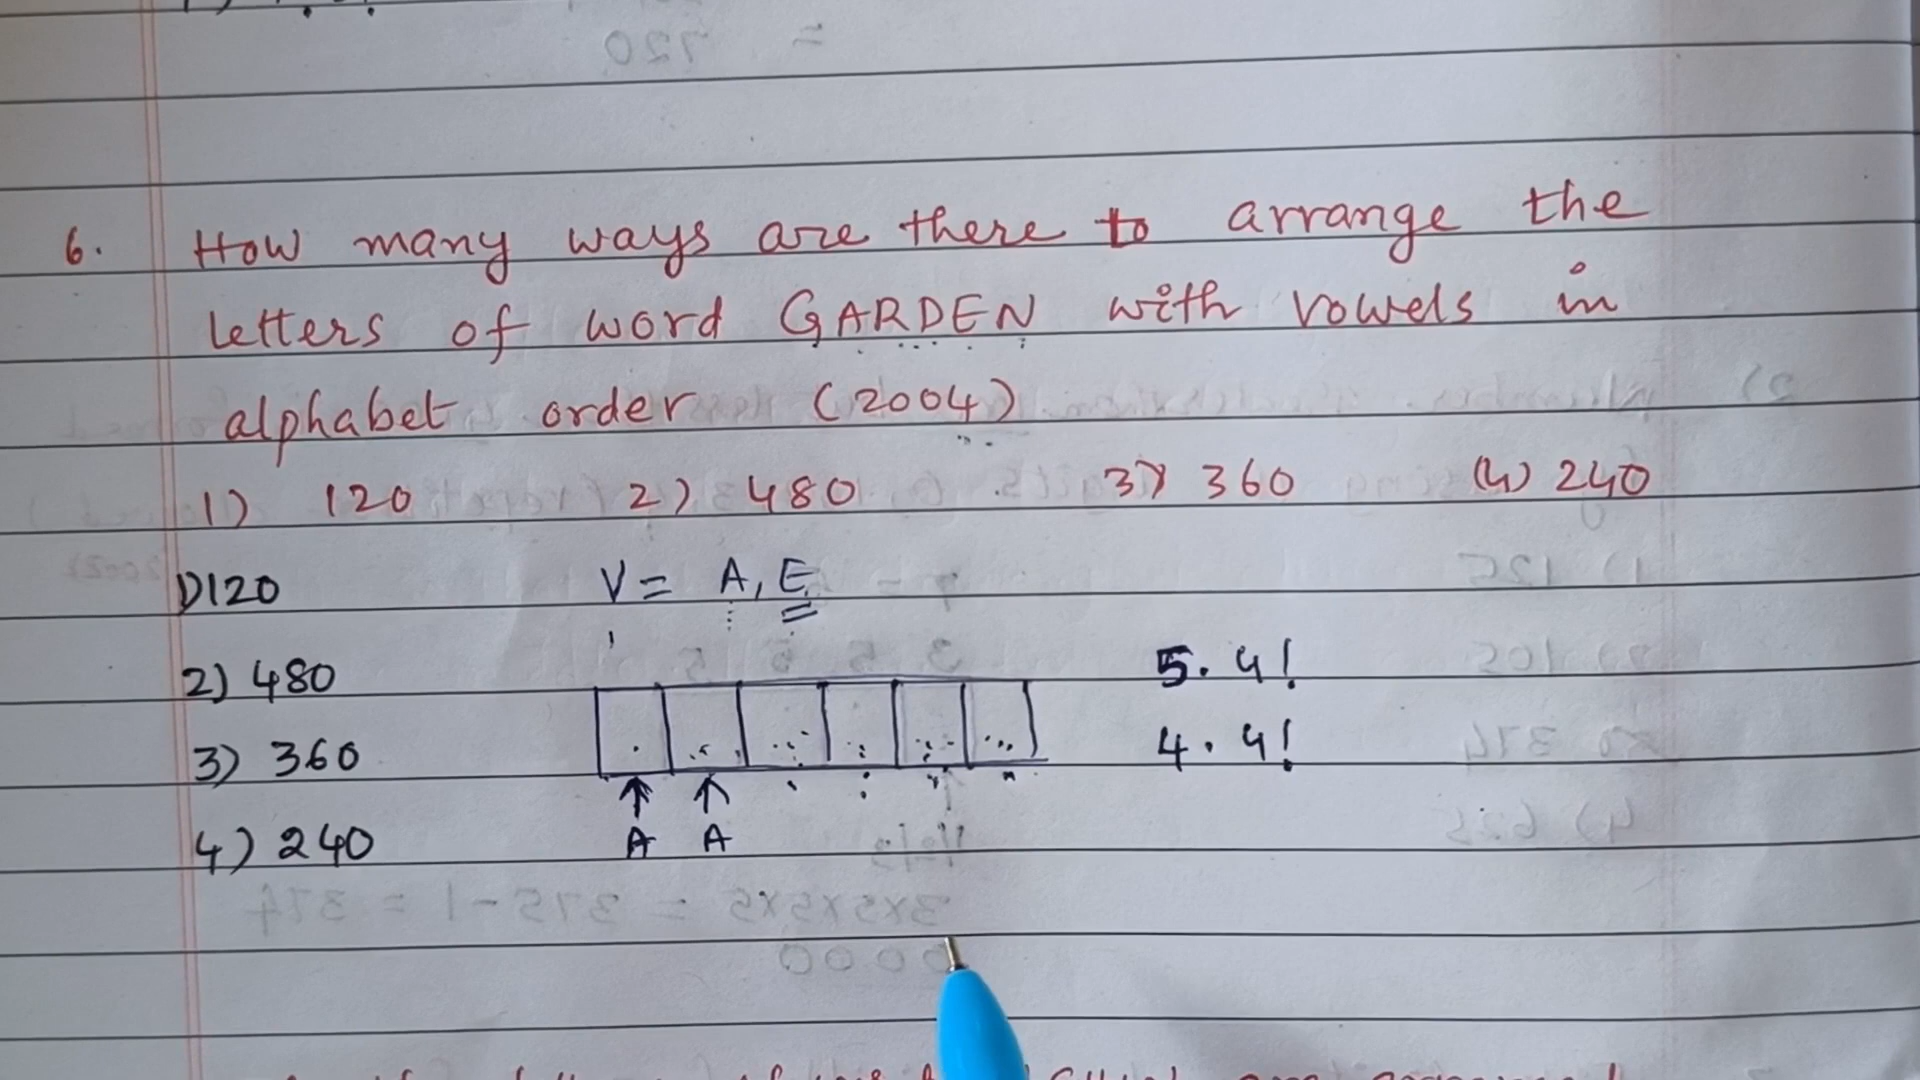 6. How many ways are there to arrange the
letters of word GARDEN with vowels in
alphabet order (2004)
1) 120 2) 480 3) 360 (4) 240
1) 120 V = A, E
2) 480 5. 4!
3) 360 4. 4!
A A
4) 240